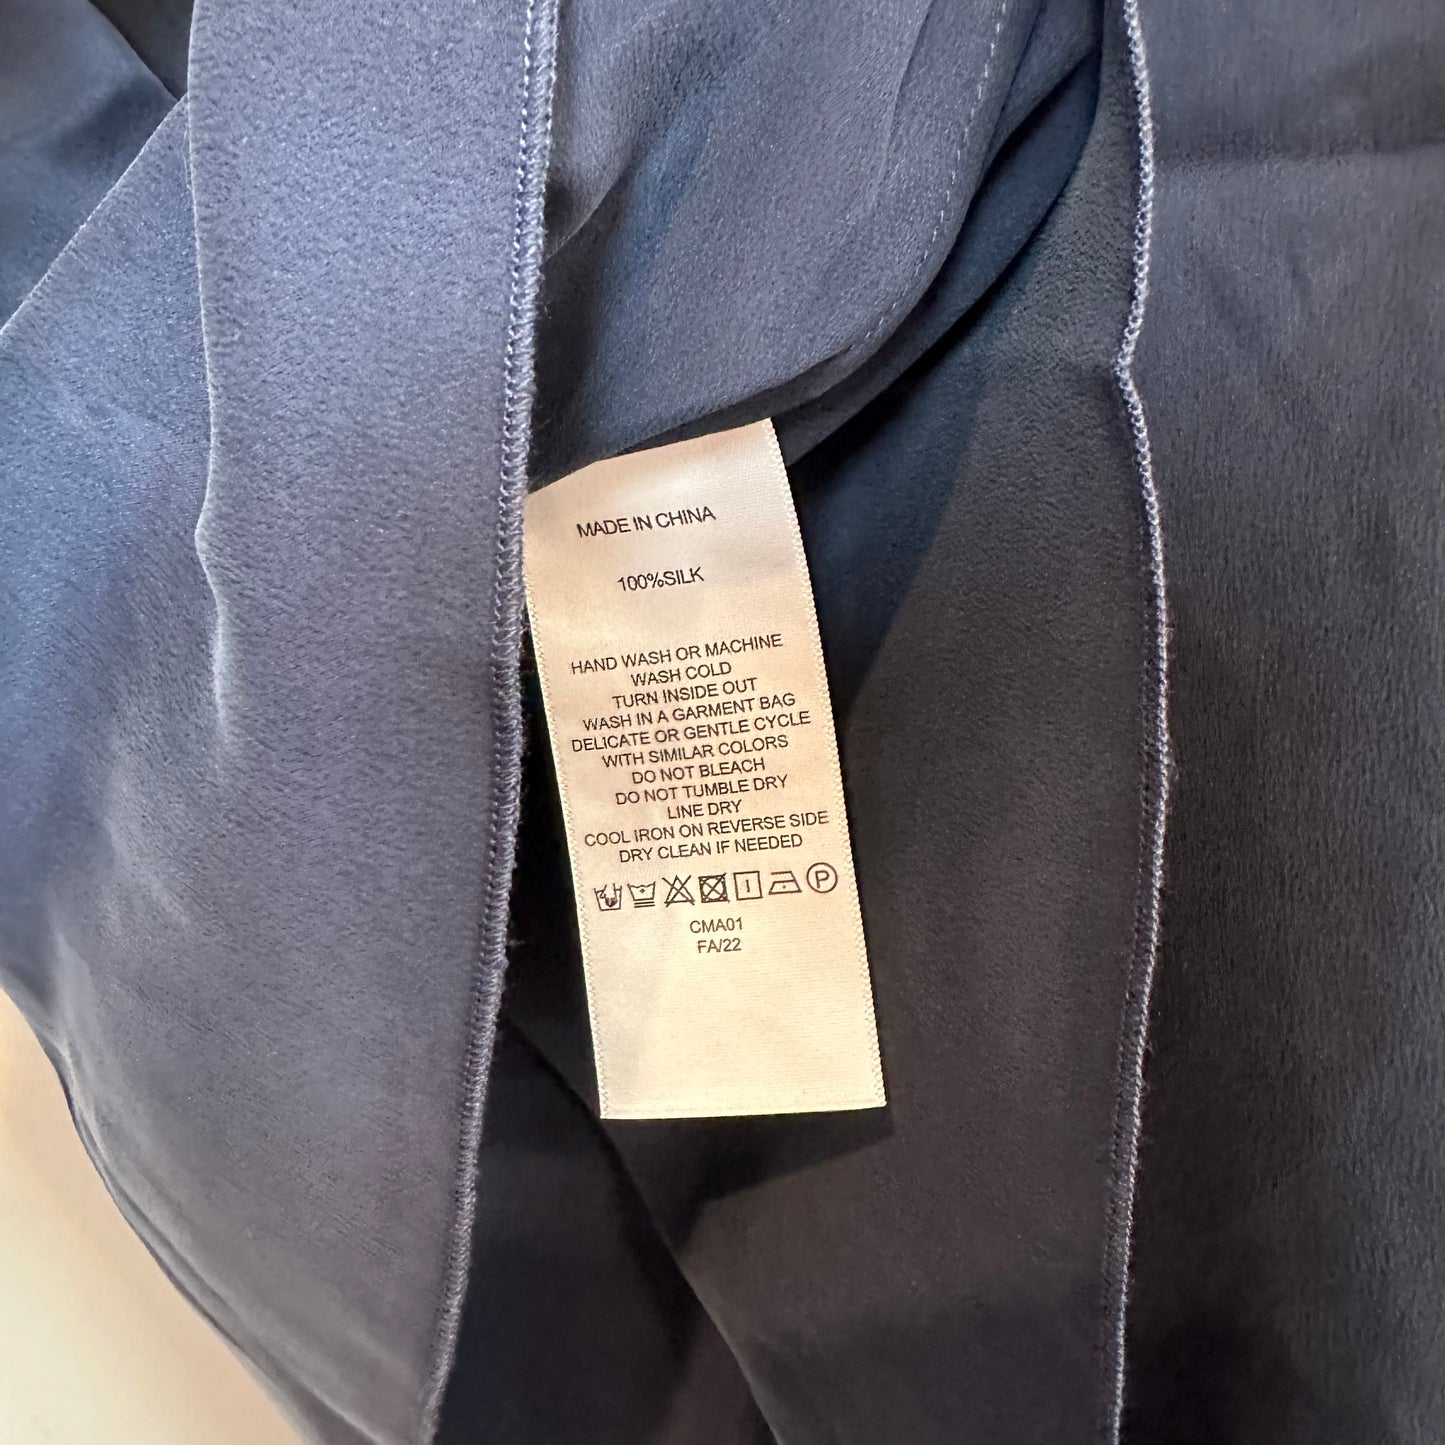 MADE IN CHINA
100%SILK
HAND WASH OR MACHINE
WASH COLD
TURN INSIDE OUT
WASH IN A GARMENT BAG
DELICATE OR GENTLE CYCLE
WITH SIMILAR COLORS
DO NOT BLEACH
DO NOT TUMBLE DRY
LINE DRY
COOL IRON ON REVERSE SIDE
DRY CLEAN IF NEEDED
P
CMA01
FA/22